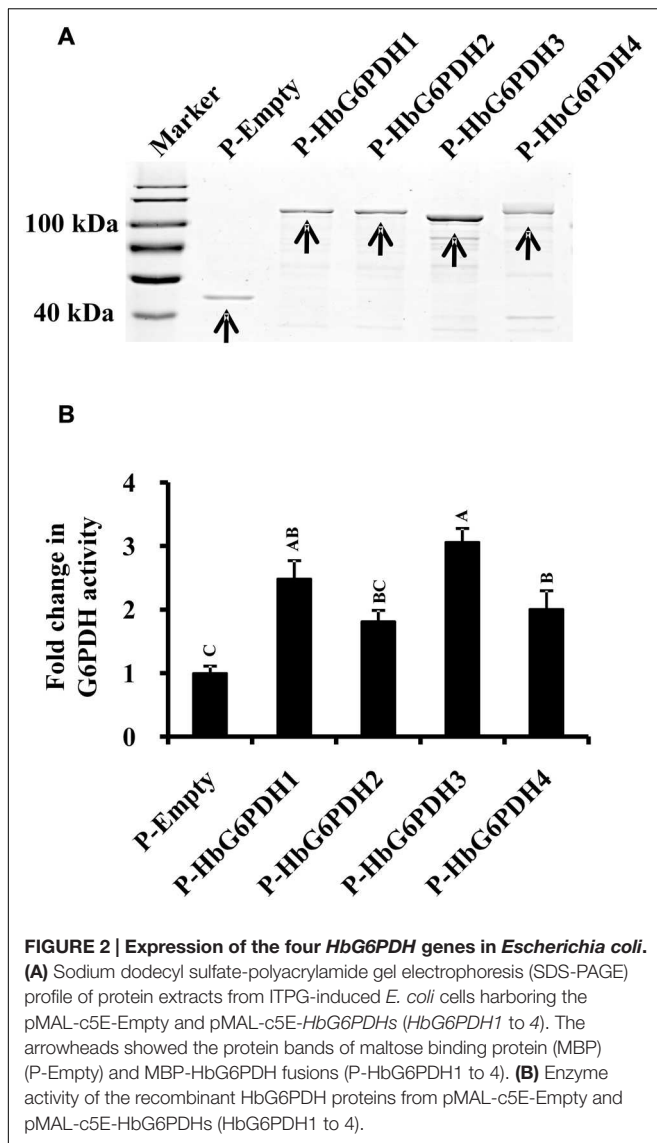 A
Marker
P-Empty
P-HbG6PDH1
P-HbG6PDH2
P-HbG6PDH3
P-HbG6PDH4
100 kDa
40 kDa
B
Fold change in
G6PDH activity
4
3
2
1
0
C
AB
BC
A
B
P-Empty
P-HbG6PDH1
P-HbG6PDH2
P-HbG6PDH3
P-HbG6PDH4
FIGURE 2 | Expression of the four HbG6PDH genes in Escherichia coli.
(A) Sodium dodecyl sulfate-polyacrylamide gel electrophoresis (SDS-PAGE)
profile of protein extracts from ITPG-induced E. coli cells harboring the
pMAL-c5E-Empty and pMAL-c5E-HbG6PDHs (HbG6PDH1 to 4). The
arrowheads showed the protein bands of maltose binding protein (MBP)
(P-Empty) and MBP-HbG6PDH fusions (P-HbG6PDH1 to 4). (B) Enzyme
activity of the recombinant HbG6PDH proteins from pMAL-c5E-Empty and
pMAL-c5E-HbG6PDHs (HbG6PDH1 to 4).